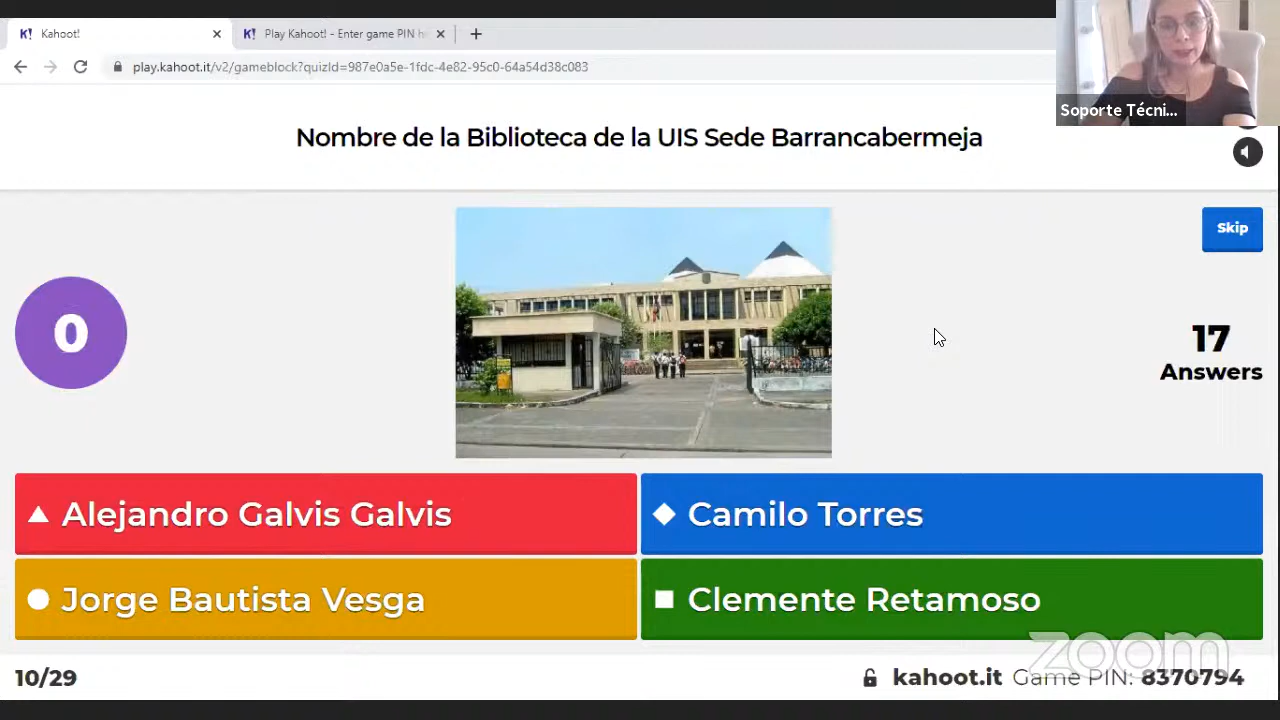 K! Kahoot!
K! Play Kahoot! - Enter game PIN h
play.kahoot.it/v2/gameblock?quizId=987e0a5e-1fdc-4e82-95c0-64a54d38c083
Soporte Técni...
Nombre de la Biblioteca de la UIS Sede Barrancabermeja
Skip
0
17
Answers
Alejandro Galvis Galvis
Camilo Torres
Jorge Bautista Vesga
Clemente Retamoso
zoom
10/29
kahoot.it Game PIN: 8370794